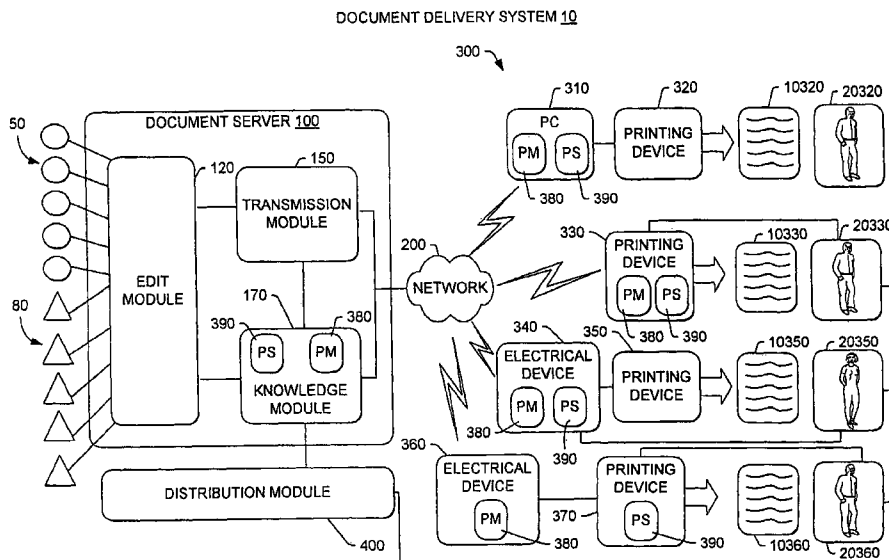 DOCUMENT DELIVERY SYSTEM 10
300
310
320
10320
20320
PC
PM
PS
380
390
PRINTING
DEVICE
50
DOCUMENT SERVER 100
120
150
TRANSMISSION
MODULE
EDIT
MODULE
80
170
390
380
PS
PM
KNOWLEDGE
MODULE
200
NETWORK
330
PRINTING
DEVICE
PM
PS
380
390
10330
20330
340
350
10350
20350
ELECTRICAL
DEVICE
PM
PS
380
390
PRINTING
DEVICE
360
ELECTRICAL
DEVICE
PM
380
PRINTING
DEVICE
370
PS
390
10360
20360
DISTRIBUTION MODULE
400